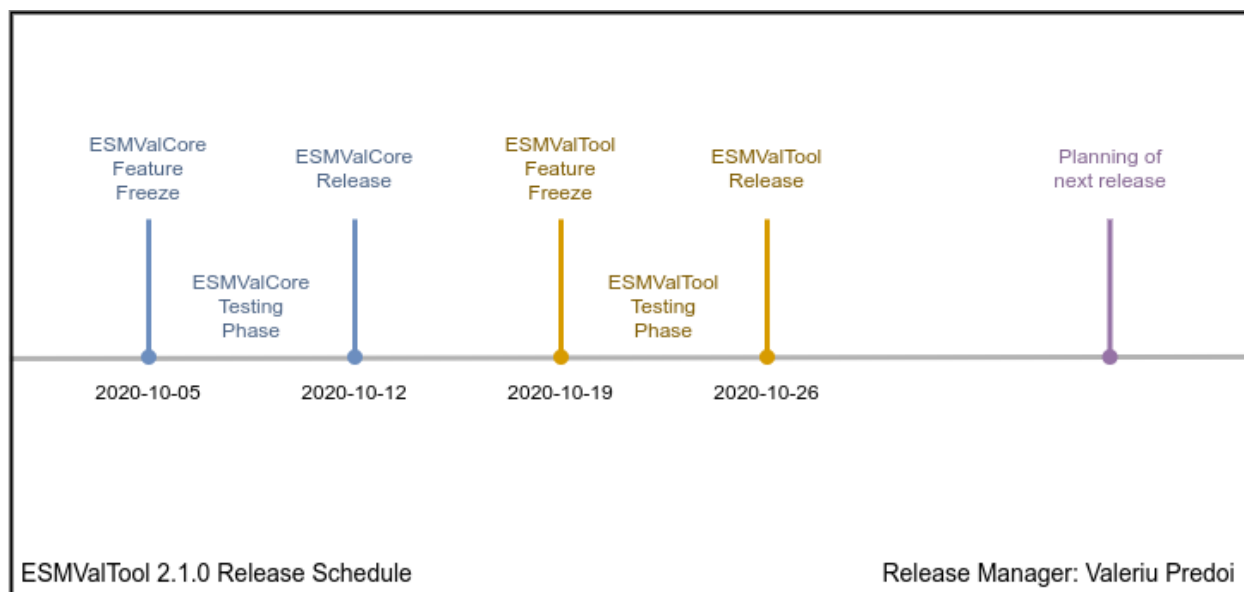 ESMValCore
Feature
Freeze
ESMValCore
Release
ESMValTool
Feature
Freeze
ESMValTool
Release
Planning of
next release
ESMValCore
Testing
Phase
ESMValTool
Testing
Phase
2020-10-05
2020-10-12
2020-10-19
2020-10-26
ESMValTool 2.1.0 Release Schedule
Release Manager: Valeriu Predoi